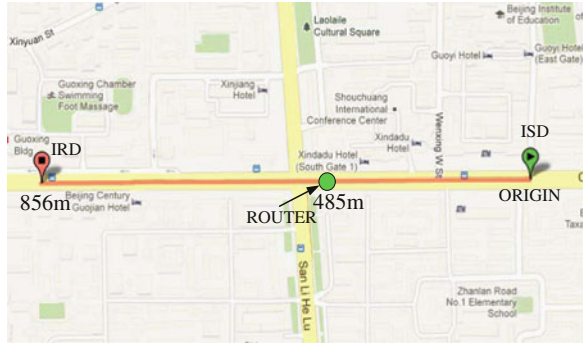 Xinyuan St
Laolaile
Cultural Square
Beijing Institute
of Education
Guoyi Hotel
Guoyi Hotel
(East Gate)
Guoxing Chamber
Swimming
Foot Massage
Xinjiang
Hotel
Shouchuang
International
Conference Center
Wenxing W St
Guoxing
Bldg
IRD
Xindadu
Hotel
Xindadu Hotel
(South Gate 1)
ISD
856m
Beijing Century
Guojian Hotel
ROUTER
485m
ORIGIN
San Li He Lu
Zhanlan Road
No.1 Elementary
School